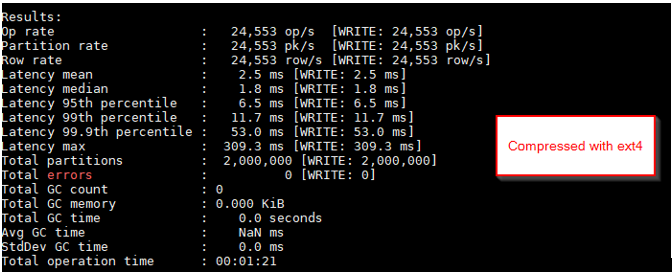 Results:
Op rate                   :   24,553 op/s  [WRITE: 24,553 op/s]
Partition rate            :   24,553 pk/s  [WRITE: 24,553 pk/s]
Row rate                  :   24,553 row/s [WRITE: 24,553 row/s]
Latency mean              :    2.5 ms [WRITE: 2.5 ms]
Latency median            :    1.8 ms [WRITE: 1.8 ms]
Latency 95th percentile   :    6.5 ms [WRITE: 6.5 ms]
Latency 99th percentile   :   11.7 ms [WRITE: 11.7 ms]
Latency 99.9th percentile :   53.0 ms [WRITE: 53.0 ms]
Latency max               :  309.3 ms [WRITE: 309.3 ms]
Total partitions          :  2,000,000 [WRITE: 2,000,000]
Total errors              :          0 [WRITE: 0]
Total GC count            : 0
Total GC memory           : 0.000 KiB
Total GC time             :    0.0 seconds
Avg GC time               :    NaN ms
StdDev GC time            :    0.0 ms
Total operation time      : 00:01:21
Compressed with ext4